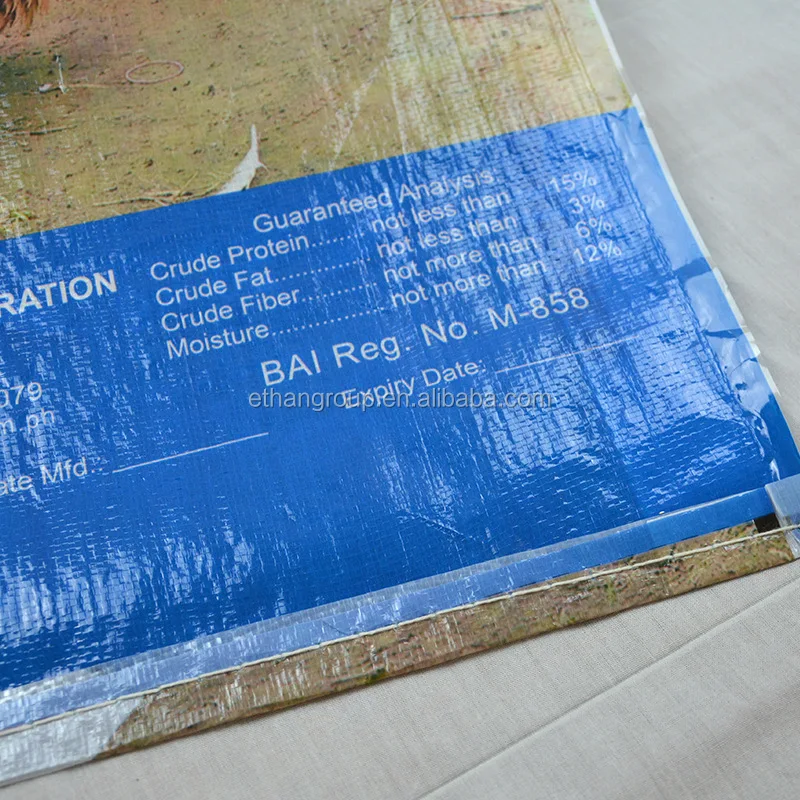 Guaranteed Analysis
Crude Protein........ not less than 15%
Crude Fat.............. not less than 3%
Crude Fiber........... not more than 6%
Moisture................ not more than 12%
RATION
BAI Reg. No. M-858
Expiry Date:
079
m.ph
ate Mfd.
ethangroup.en.alibaba.com